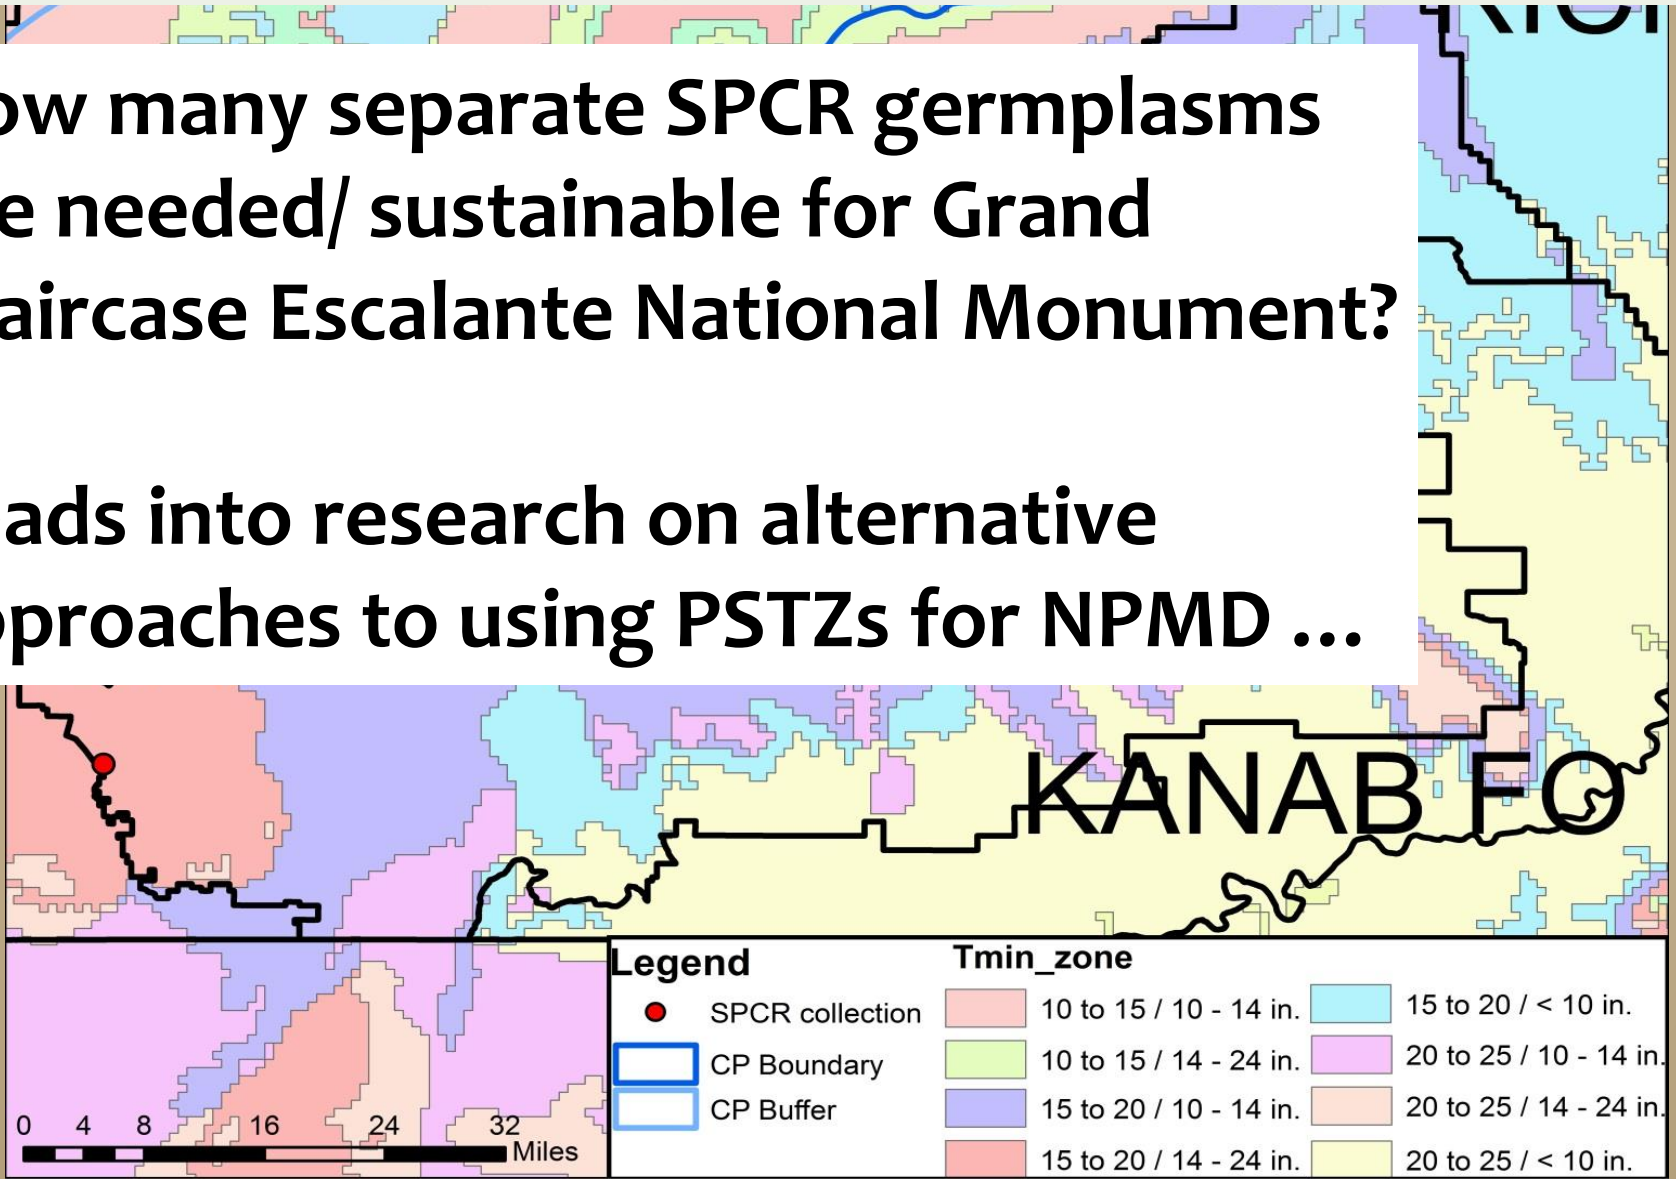 ow many separate SPCR germplasms
e needed/ sustainable for Grand
aircase Escalante National Monument?
ads into research on alternative
pproaches to using PSTZs for NPMD ...
KANAB FO
Legend
SPCR collection
CP Boundary
CP Buffer
Tmin_zone
10 to 15 / 10 - 14 in.
10 to 15 / 14 - 24 in.
15 to 20 / 10 - 14 in.
15 to 20 / 14 - 24 in.
15 to 20 / < 10 in.
20 to 25 / 10 - 14 in.
20 to 25 / 14 - 24 in.
20 to 25 / < 10 in.
0 4 8 16 24 32
Miles